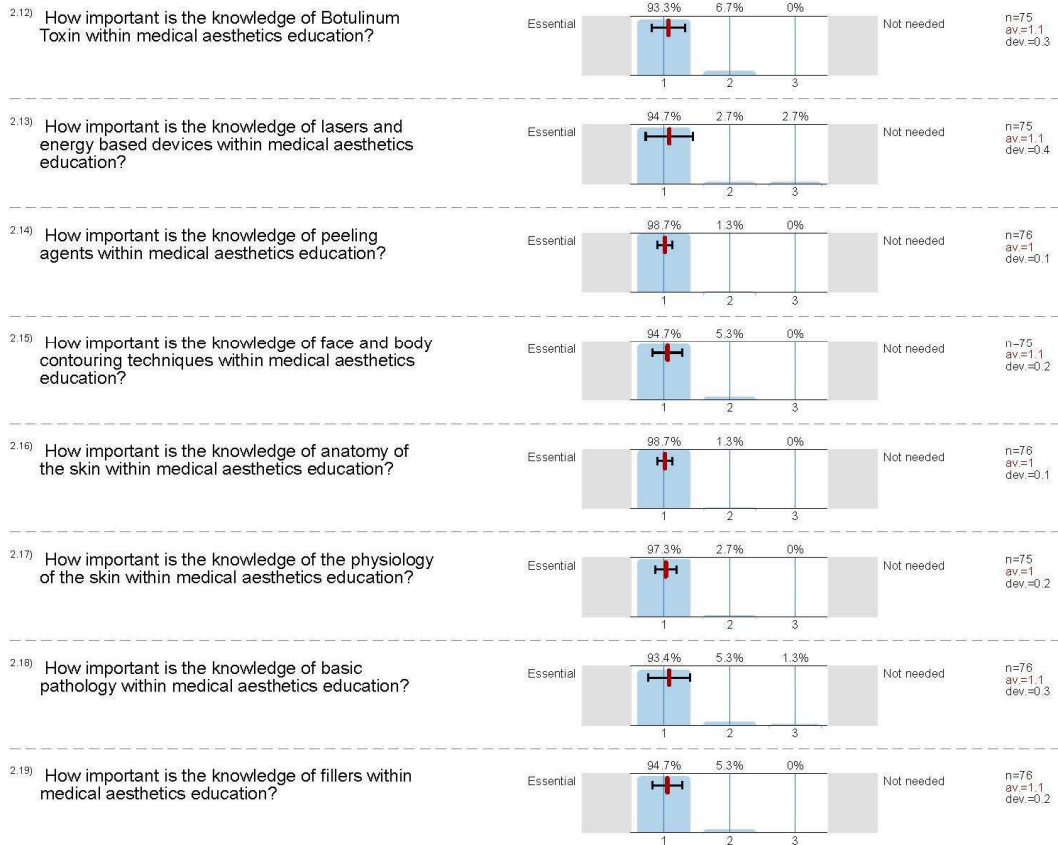 2.12) How important is the knowledge of Botulinum
Toxin within medical aesthetics education?
Essential
93.3% 6.7% 0%
1 2 3
Not needed
n=75
av.=1.1
dev.=0.3
2.13) How important is the knowledge of lasers and
energy based devices within medical aesthetics
education?
Essential
94.7% 2.7% 2.7%
1 2 3
Not needed
n=75
av.=1.1
dev.=0.4
2.14) How important is the knowledge of peeling
agents within medical aesthetics education?
Essential
98.7% 1.3% 0%
1 2 3
Not needed
n=76
av.=1
dev.=0.1
2.15) How important is the knowledge of face and body
contouring techniques within medical aesthetics
education?
Essential
94.7% 5.3% 0%
1 2 3
Not needed
n=75
av.=1.1
dev.=0.2
2.16) How important is the knowledge of anatomy of
the skin within medical aesthetics education?
Essential
98.7% 1.3% 0%
1 2 3
Not needed
n=76
av.=1
dev.=0.1
2.17) How important is the knowledge of the physiology
of the skin within medical aesthetics education?
Essential
97.3% 2.7% 0%
1 2 3
Not needed
n=75
av.=1
dev.=0.2
2.18) How important is the knowledge of basic
pathology within medical aesthetics education?
Essential
93.4% 5.3% 1.3%
1 2 3
Not needed
n=76
av.=1.1
dev.=0.3
2.19) How important is the knowledge of fillers within
medical aesthetics education?
Essential
94.7% 5.3% 0%
1 2 3
Not needed
n=76
av.=1.1
dev.=0.2